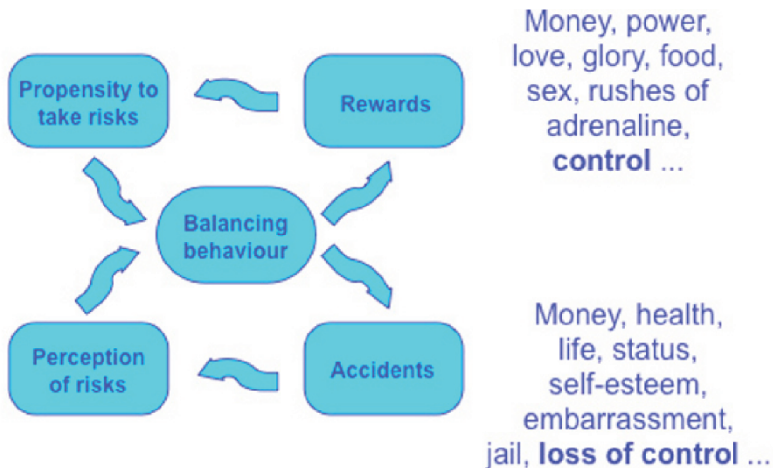 Propensity to
take risks
Rewards
Money, power,
love, glory, food,
sex, rushes of
adrenaline,
control ...
Balancing
behaviour
Perception
of risks
Accidents
Money, health,
life, status,
self-esteem,
embarrassment,
jail, loss of control ...